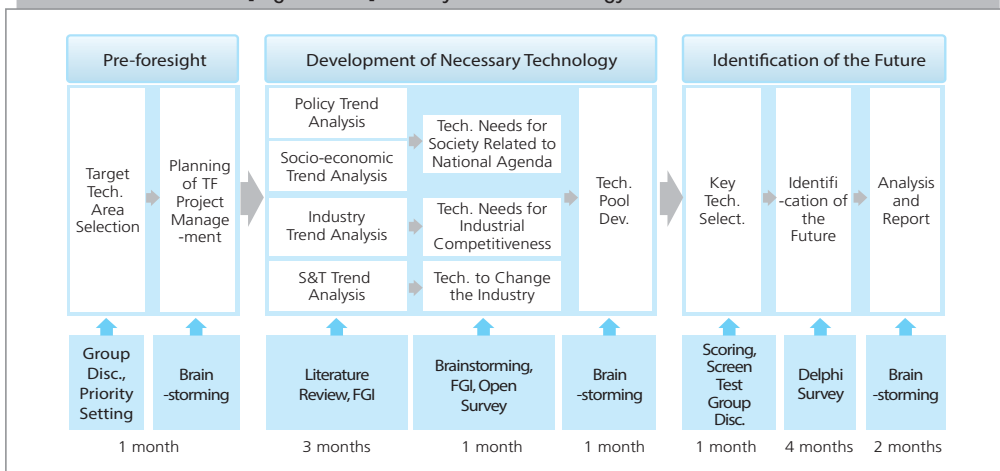 Pre-foresight
Development of Necessary Technology
Identification of the Future
Target
Tech.
Area
Selection
Planning
of TF
Project
Manage
-ment
Policy Trend
Analysis
Socio-economic
Trend Analysis
Industry
Trend Analysis
S&T Trend
Analysis
Tech. Needs for
Society Related to
National Agenda
Tech. Needs for
Industrial
Competitiveness
Tech. to Change
the Industry
Tech.
Pool
Dev.
Key
Tech.
Select.
Identifi
-cation of
the
Future
Analysis
and
Report
Group
Disc.,
Priority
Setting
Brain
-storming
Literature
Review, FGI
Brainstorming,
FGI, Open
Survey
Brain
-storming
Scoring,
Screen
Test
Group
Disc.
Delphi
Survey
Brain
-storming
1 month
3 months
1 month
1 month
1 month
4 months
2 months